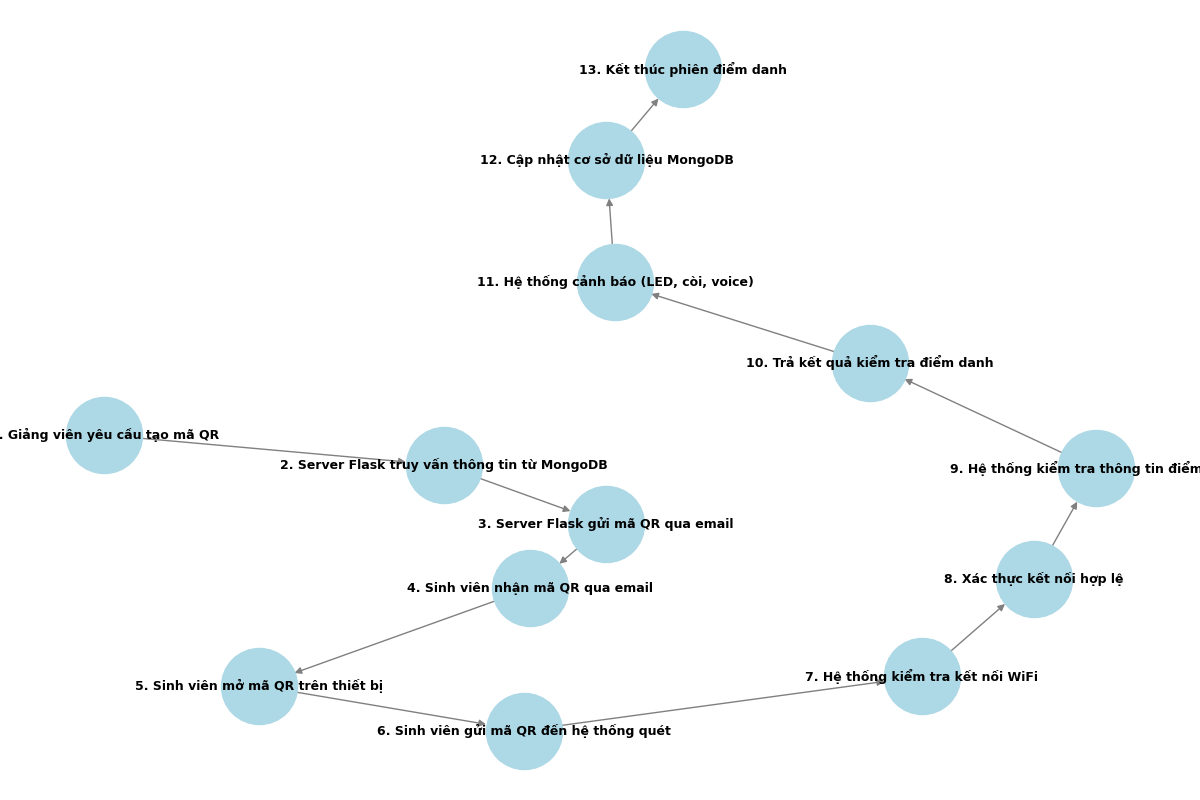 13. Kết thúc phiên điểm danh
12. Cập nhật cơ sở dữ liệu MongoDB
11. Hệ thống cảnh báo (LED, còi, voice)
10. Trả kết quả kiểm tra điểm danh
. Giảng viên yêu cầu tạo mã QR
2. Server Flask truy vấn thông tin từ MongoDB
9. Hệ thống kiểm tra thông tin điểm
3. Server Flask gửi mã QR qua email
4. Sinh viên nhận mã QR qua email
8. Xác thực kết nối hợp lệ
5. Sinh viên mở mã QR trên thiết bị
7. Hệ thống kiểm tra kết nối WiFi
6. Sinh viên gửi mã QR đến hệ thống quét